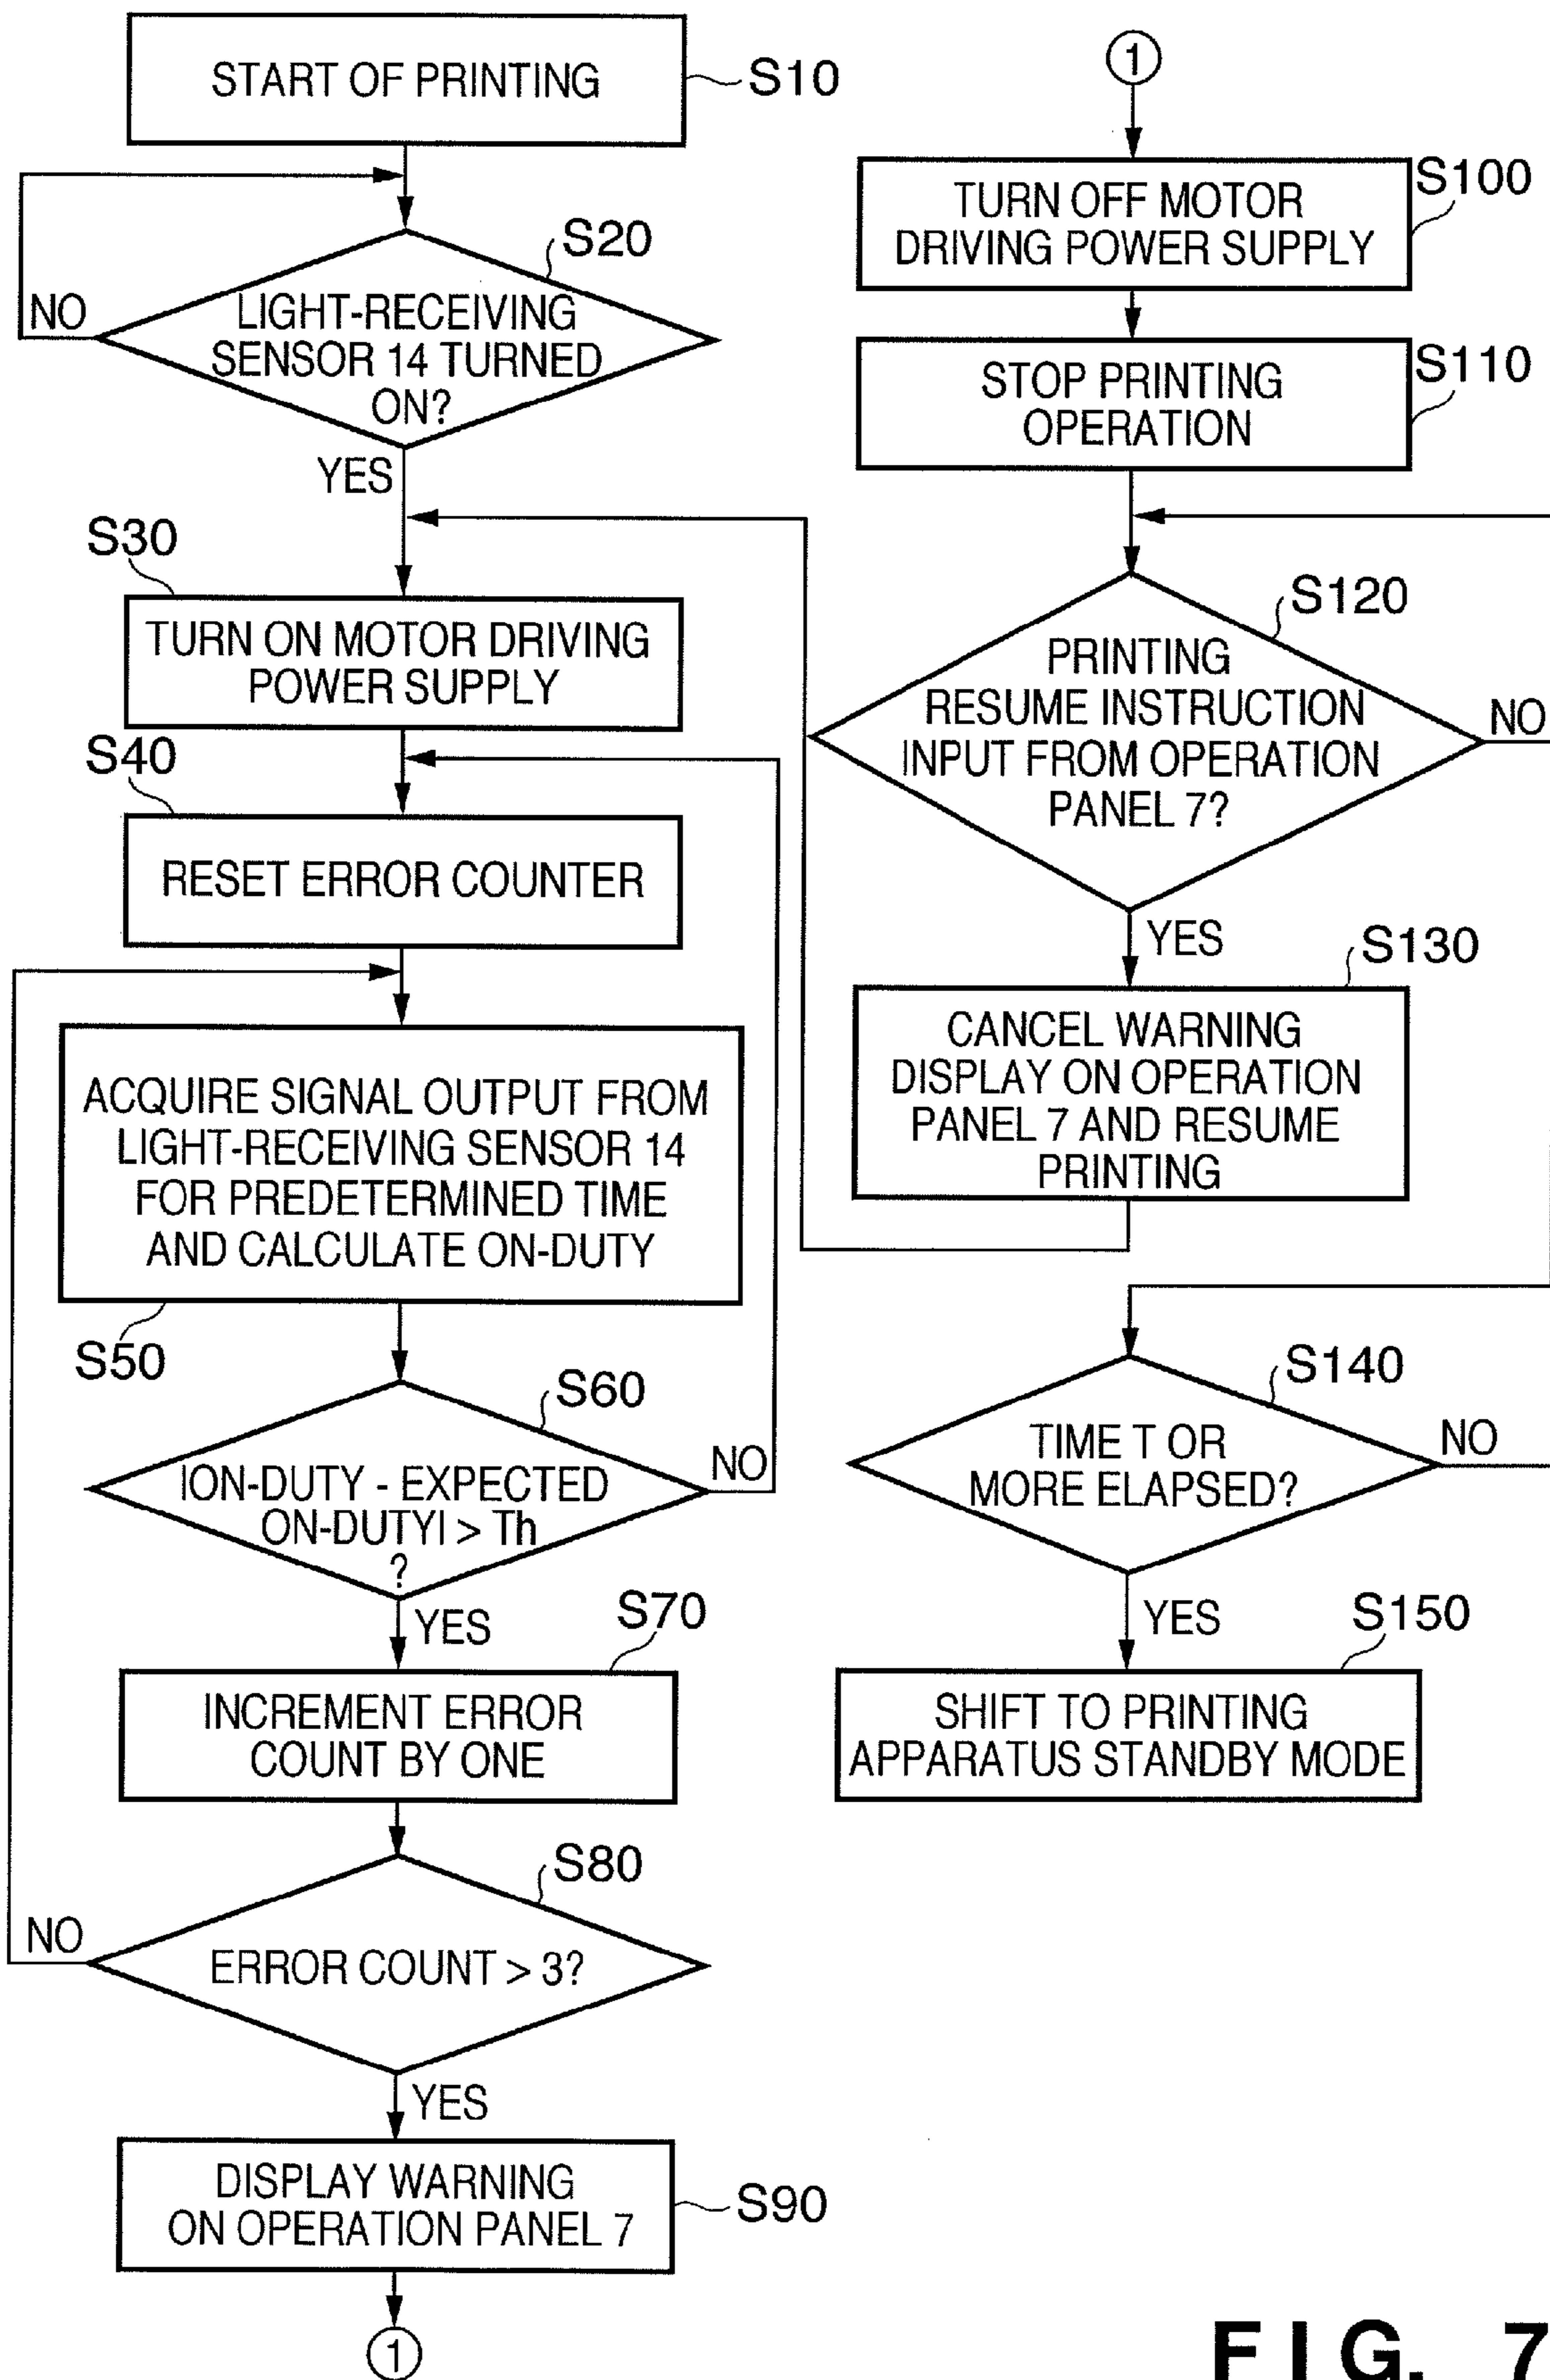 START OF PRINTING
S10
S20
LIGHT-RECEIVING
SENSOR 14 TURNED
ON?
NO
YES
S30
TURN ON MOTOR DRIVING
POWER SUPPLY
S40
RESET ERROR COUNTER
ACQUIRE SIGNAL OUTPUT FROM
LIGHT-RECEIVING SENSOR 14
FOR PREDETERMINED TIME
AND CALCULATE ON-DUTY
S50
S60
|ON-DUTY - EXPECTED
ON-DUTY| > Th
?
NO
YES
S70
INCREMENT ERROR
COUNT BY ONE
S80
ERROR COUNT > 3?
NO
YES
DISPLAY WARNING
ON OPERATION PANEL 7
S90
1
1
S100
TURN OFF MOTOR
DRIVING POWER SUPPLY
S110
STOP PRINTING
OPERATION
S120
PRINTING
RESUME INSTRUCTION
INPUT FROM OPERATION
PANEL 7?
NO
YES
S130
CANCEL WARNING
DISPLAY ON OPERATION
PANEL 7 AND RESUME
PRINTING
S140
TIME T OR
MORE ELAPSED?
NO
YES
S150
SHIFT TO PRINTING
APPARATUS STANDBY MODE
FIG. 7